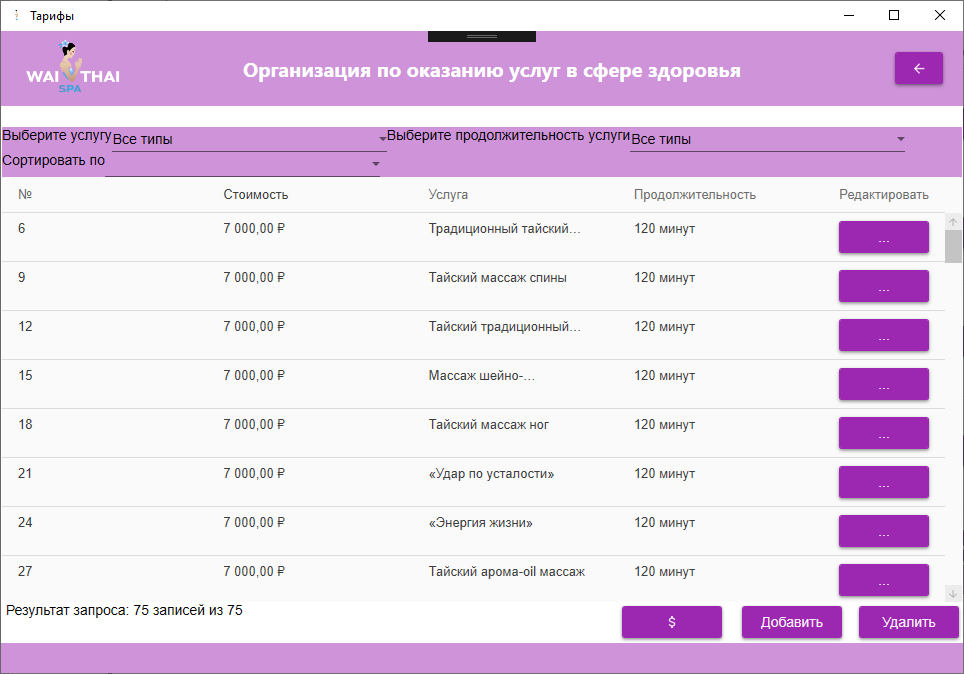 Тарифы
WAI THAI
SPA
Организация по оказанию услуг в сфере здоровья
Выберите услугу Все типы Выберите продолжительность услуги Все типы
Сортировать по
№ Стоимость Услуга Продолжительность Редактировать
6 7 000,00 ₽ Традиционный тайский... 120 минут ...
9 7 000,00 ₽ Тайский массаж спины 120 минут ...
12 7 000,00 ₽ Тайский традиционный... 120 минут ...
15 7 000,00 ₽ Массаж шейно-... 120 минут ...
18 7 000,00 ₽ Тайский массаж ног 120 минут ...
21 7 000,00 ₽ «Удар по усталости» 120 минут ...
24 7 000,00 ₽ «Энергия жизни» 120 минут ...
27 7 000,00 ₽ Тайский арома-oil массаж 120 минут ...
Результат запроса: 75 записей из 75
$ Добавить Удалить